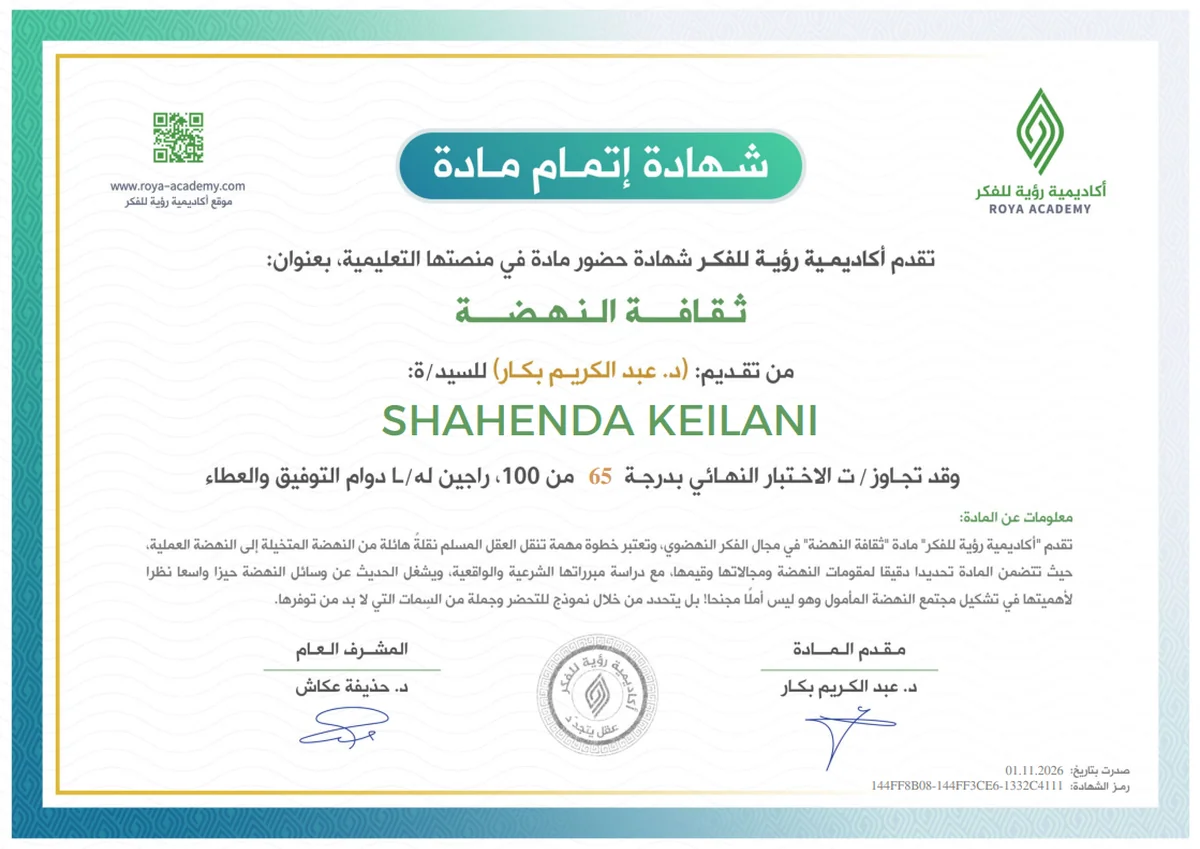 أكاديمية رؤية للفكر
ROYA ACADEMY
www.roya-academy.com
موقع أكاديمية رؤية للفكر
شهادة إتمام مادة
تقدم أكاديمية رؤية للفكر شهادة حضور مادة في منصتها التعليمية، بعنوان:
ثقافة النهضة
من تقديم: (د. عبد الكريم بكار) للسيد/ة:
SHAHENDA KEILANI
وقد تجاوز/ ت الاختبار النهائي بدرجة 65 من 100، راجين له/ـا دوام التوفيق والعطاء
معلومات عن المادة:
تقدم "أكاديمية رؤية للفكر" مادة "ثقافة النهضة" في مجال الفكر النهضوي، وتعتبر خطوة مهمة تنقل العقل المسلم نقلةً هائلة من النهضة المتخيلة إلى النهضة العملية،
حيث تتضمن المادة تحديدا دقيقا لمقومات النهضة ومجالاتها وقيمها، مع دراسة مبرراتها الشرعية والواقعية، ويشغل الحديث عن وسائل النهضة حيزا واسعا نظرا
لأهميتها في تشكيل مجتمع النهضة المأمول وهو ليس أملًا مجنحا! بل يتحدد من خلال نموذج للتحضر وجملة من السِمات التي لا بد من توفرها.
مقدم المادة
د. عبد الكريم بكار
أكاديمية رؤية للفكر
عقل يتجدّد
المشرف العام
د. حذيفة عكاش
صدرت بتاريخ: 01.11.2026
رمز الشهادة: 144FF8B08-144FF3CE6-1332C4111